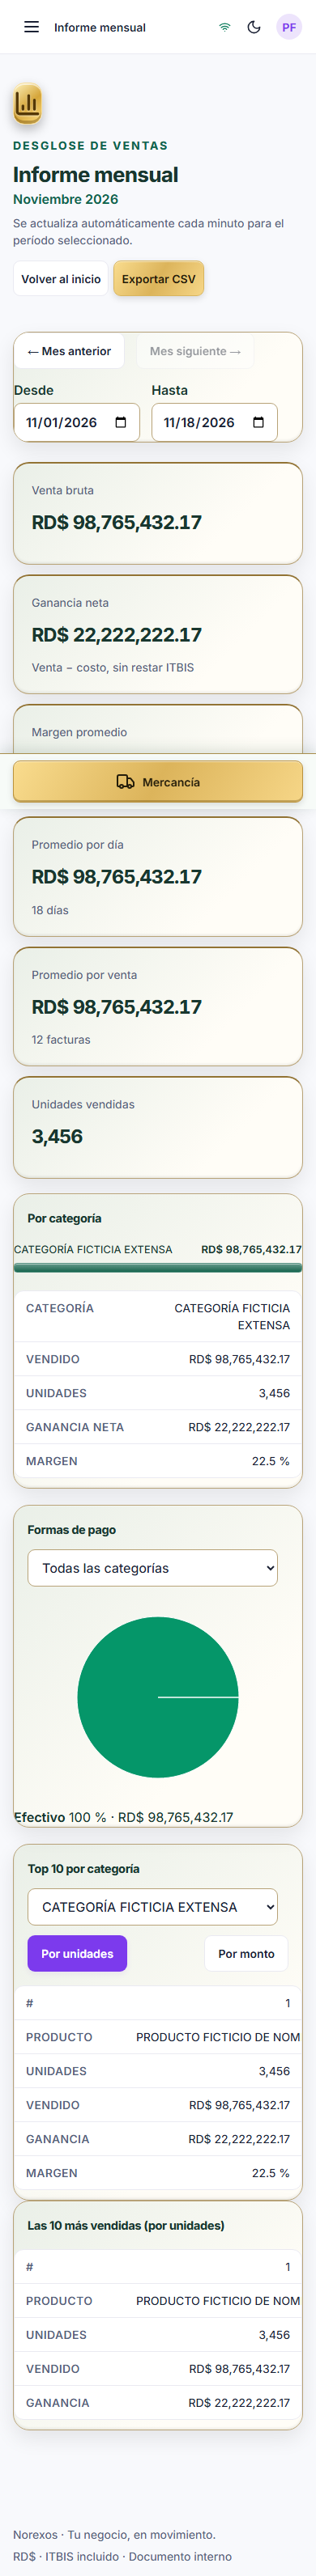 Informe mensual
PF
DESGLOSE DE VENTAS
Informe mensual
Noviembre 2026
Se actualiza automáticamente cada minuto para el
período seleccionado.
Volver al inicio
Exportar CSV
← Mes anterior
Mes siguiente →
Desde
Hasta
11/01/2026
11/18/2026
Venta bruta
RD$ 98,765,432.17
Ganancia neta
RD$ 22,222,222.17
Venta − costo, sin restar ITBIS
Margen promedio
Mercancía
Promedio por día
RD$ 98,765,432.17
18 días
Promedio por venta
RD$ 98,765,432.17
12 facturas
Unidades vendidas
3,456
Por categoría
CATEGORÍA FICTICIA EXTENSA RD$ 98,765,432.17
CATEGORÍA CATEGORÍA FICTICIA
EXTENSA
VENDIDO RD$ 98,765,432.17
UNIDADES 3,456
GANANCIA NETA RD$ 22,222,222.17
MARGEN 22.5 %
Formas de pago
Todas las categorías
Efectivo 100 % · RD$ 98,765,432.17
Top 10 por categoría
CATEGORÍA FICTICIA EXTENSA
Por unidades
Por monto
# 1
PRODUCTO PRODUCTO FICTICIO DE NOM
UNIDADES 3,456
VENDIDO RD$ 98,765,432.17
GANANCIA RD$ 22,222,222.17
MARGEN 22.5 %
Las 10 más vendidas (por unidades)
# 1
PRODUCTO PRODUCTO FICTICIO DE NOM
UNIDADES 3,456
VENDIDO RD$ 98,765,432.17
GANANCIA RD$ 22,222,222.17
Norexos · Tu negocio, en movimiento.
RD$ · ITBIS incluido · Documento interno